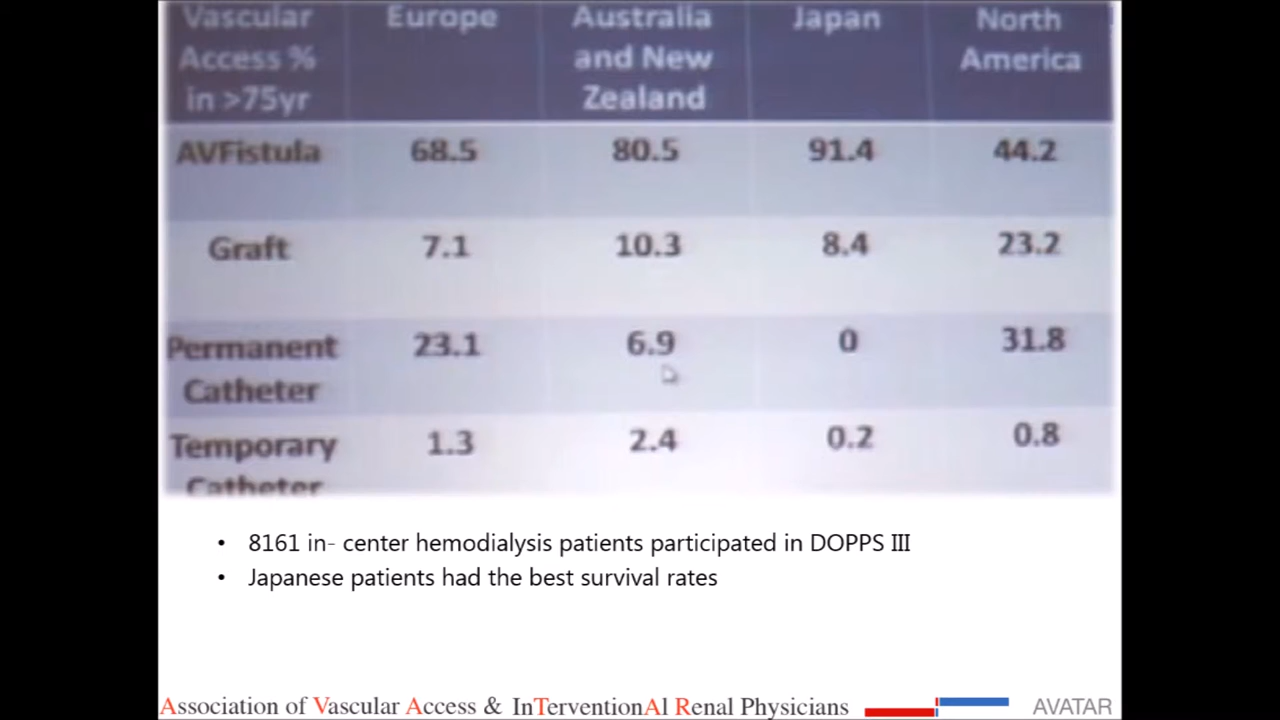 Vascular Access % in >75yr Europe Australia and New Zealand Japan North America
AVFistula 68.5 80.5 91.4 44.2
Graft 7.1 10.3 8.4 23.2
Permanent Catheter 23.1 6.9 0 31.8
Temporary Catheter 1.3 2.4 0.2 0.8
• 8161 in- center hemodialysis patients participated in DOPPS III
• Japanese patients had the best survival rates
Association of Vascular Access & InTerventionAl Renal Physicians AVATAR